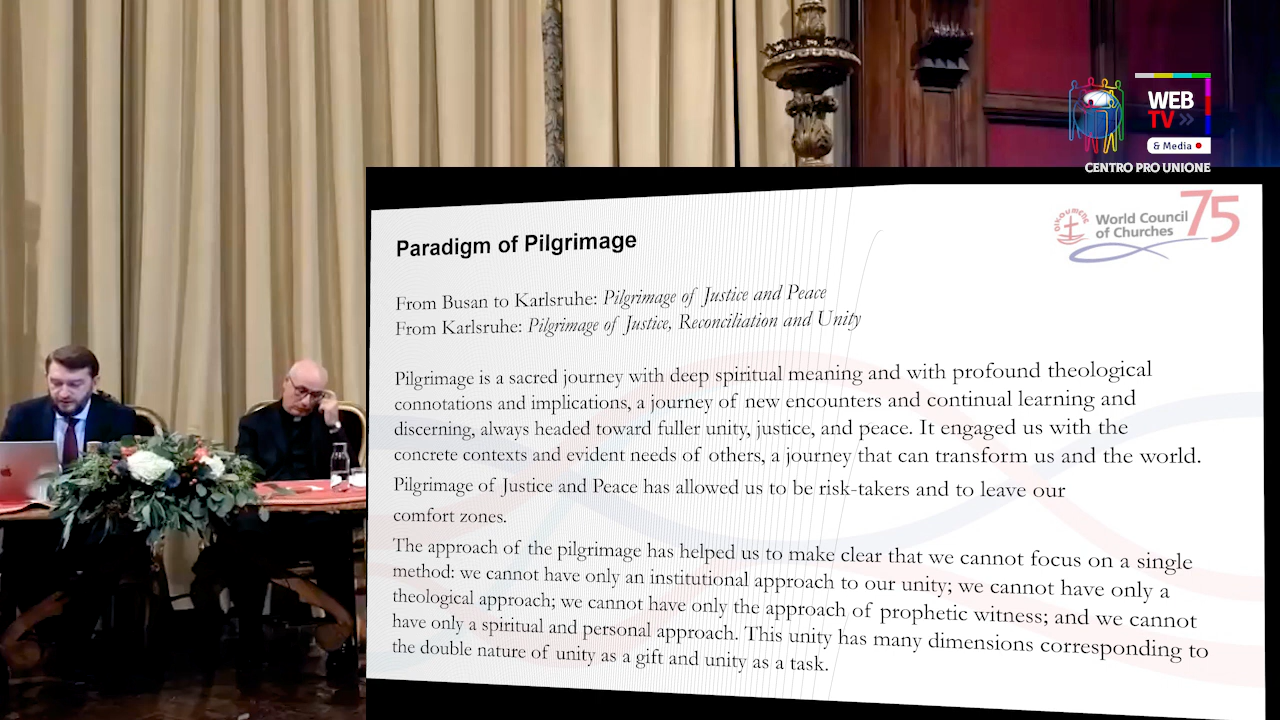 WEB
TV
& Media
CENTRO PRO UNIONE
OIKOUMENE
World Council
of Churches
75
Paradigm of Pilgrimage
From Busan to Karlsruhe: Pilgrimage of Justice and Peace
From Karlsruhe: Pilgrimage of Justice, Reconciliation and Unity
Pilgrimage is a sacred journey with deep spiritual meaning and with profound theological
connotations and implications, a journey of new encounters and continual learning and
discerning, always headed toward fuller unity, justice, and peace. It engaged us with the
concrete contexts and evident needs of others, a journey that can transform us and the world.
Pilgrimage of Justice and Peace has allowed us to be risk-takers and to leave our
comfort zones.
The approach of the pilgrimage has helped us to make clear that we cannot focus on a single
method: we cannot have only an institutional approach to our unity; we cannot have only a
theological approach; we cannot have only the approach of prophetic witness; and we cannot
have only a spiritual and personal approach. This unity has many dimensions corresponding to
the double nature of unity as a gift and unity as a task.